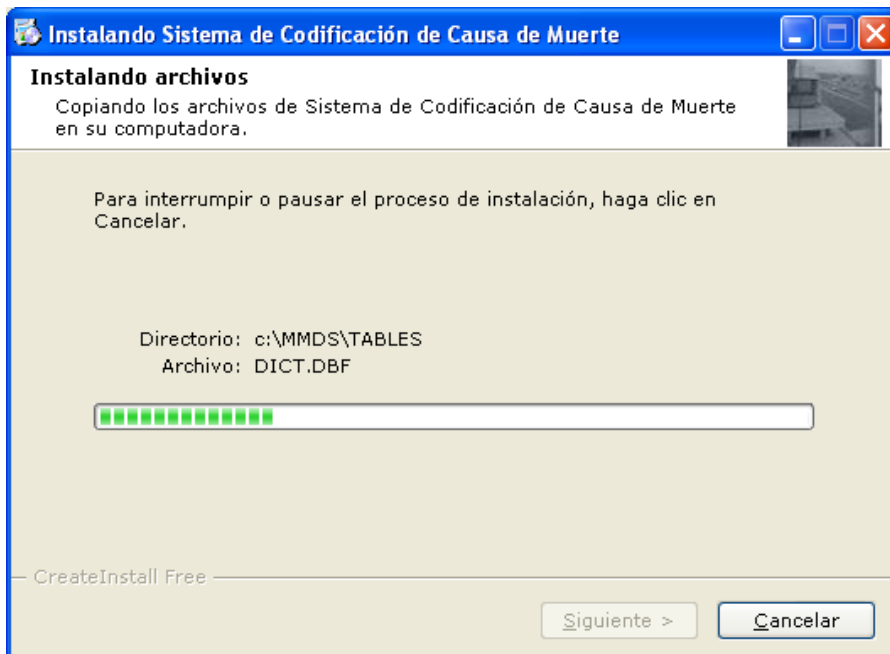 Instalando Sistema de Codificación de Causa de Muerte
Instalando archivos
Copiando los archivos de Sistema de Codificación de Causa de Muerte
en su computadora.
Para interrumpir o pausar el proceso de instalación, haga clic en
Cancelar.
Directorio: c:\MMDS\TABLES
Archivo: DICT.DBF
CreateInstall Free
Siguiente >
Cancelar